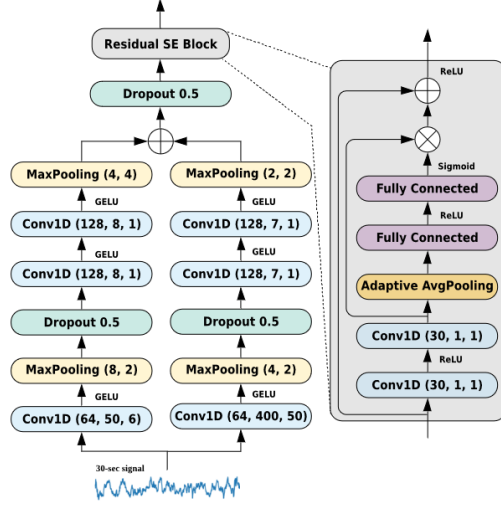 Residual SE Block
Dropout 0.5
MaxPooling (4, 4)
GELU
Conv1D (128, 8, 1)
GELU
Conv1D (128, 8, 1)
Dropout 0.5
MaxPooling (8, 2)
GELU
Conv1D (64, 50, 6)
MaxPooling (2, 2)
GELU
Conv1D (128, 7, 1)
GELU
Conv1D (128, 7, 1)
Dropout 0.5
MaxPooling (4, 2)
GELU
Conv1D (64, 400, 50)
30-sec signal
ReLU
Sigmoid
Fully Connected
ReLU
Fully Connected
Adaptive AvgPooling
Conv1D (30, 1, 1)
ReLU
Conv1D (30, 1, 1)